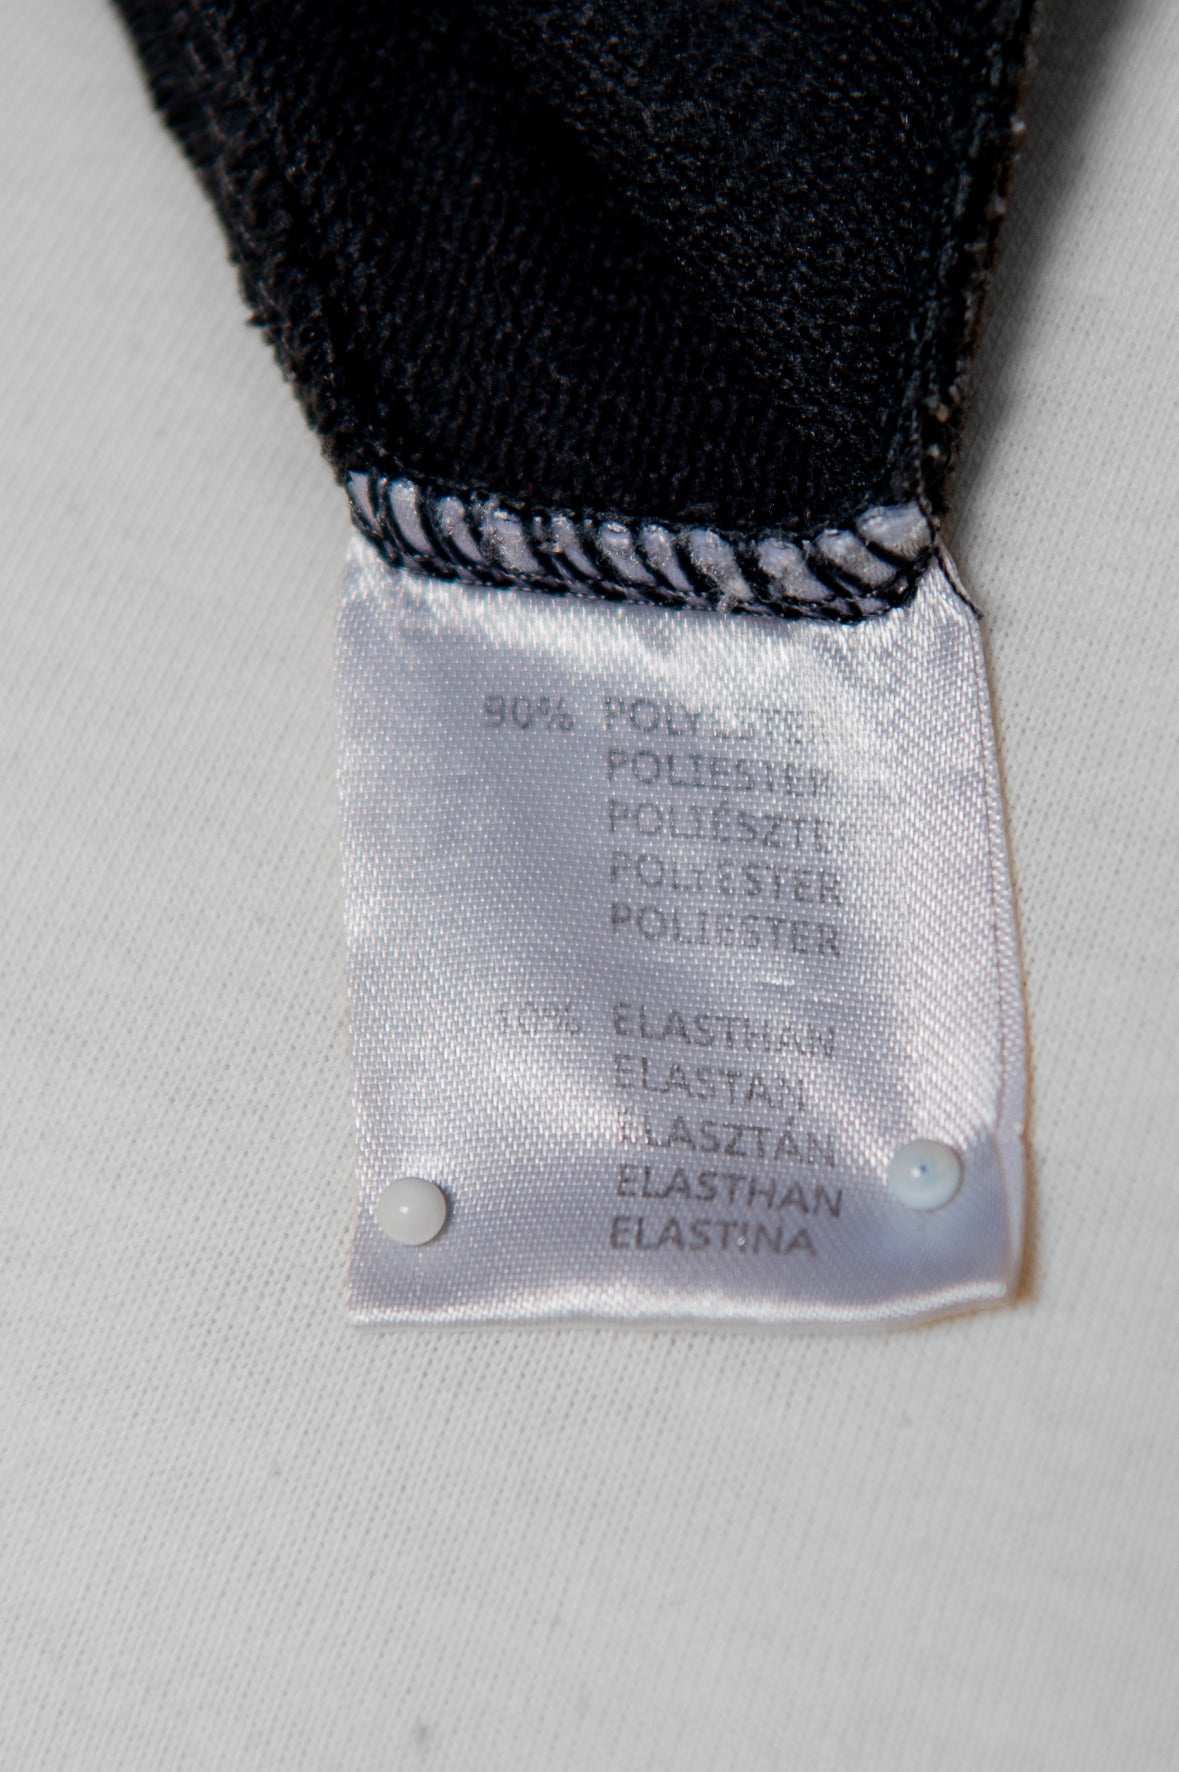 90% POLYESTER
POLIESTER
POLIÉSZTER
POLYESTER
POLIESTER
10% ELASTHAN
ELASTAN
ELASZTÁN
ELASTHAN
ELASTINA